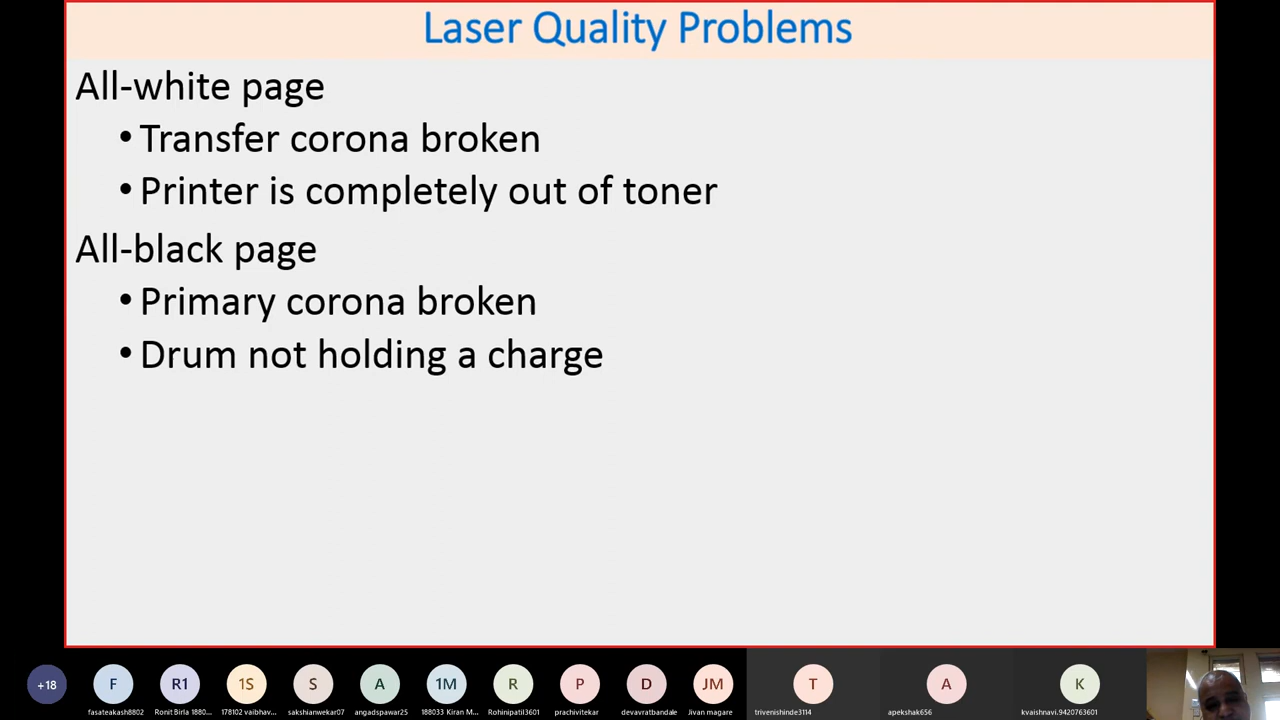 Laser Quality Problems
All-white page
• Transfer corona broken
• Printer is completely out of toner
All-black page
• Primary corona broken
• Drum not holding a charge
+18 F R1 1S S A 1M R P D JM T A K
fasateakash8802 Ronit Birla 1880... 178102 vaibhav... sakshianwekar07 angadspawar25 188033 Kiran M... Rohinipatil3601 prachivitekar devavratbandale Jivan magare trivenishinde3114 apekshak656 kvaishnavi.9420763601